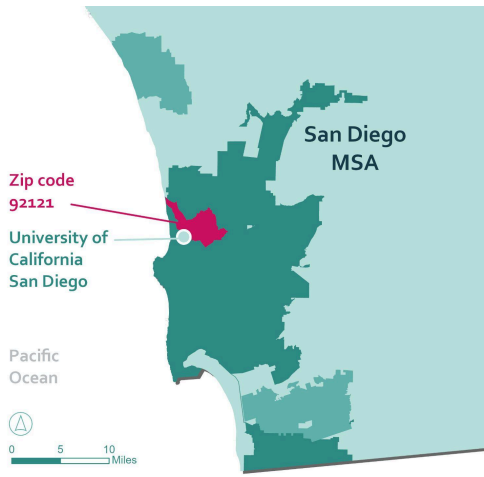 San Diego
MSA
Zip code
92121
University of
California
San Diego
Pacific
Ocean
0 5 10
Miles